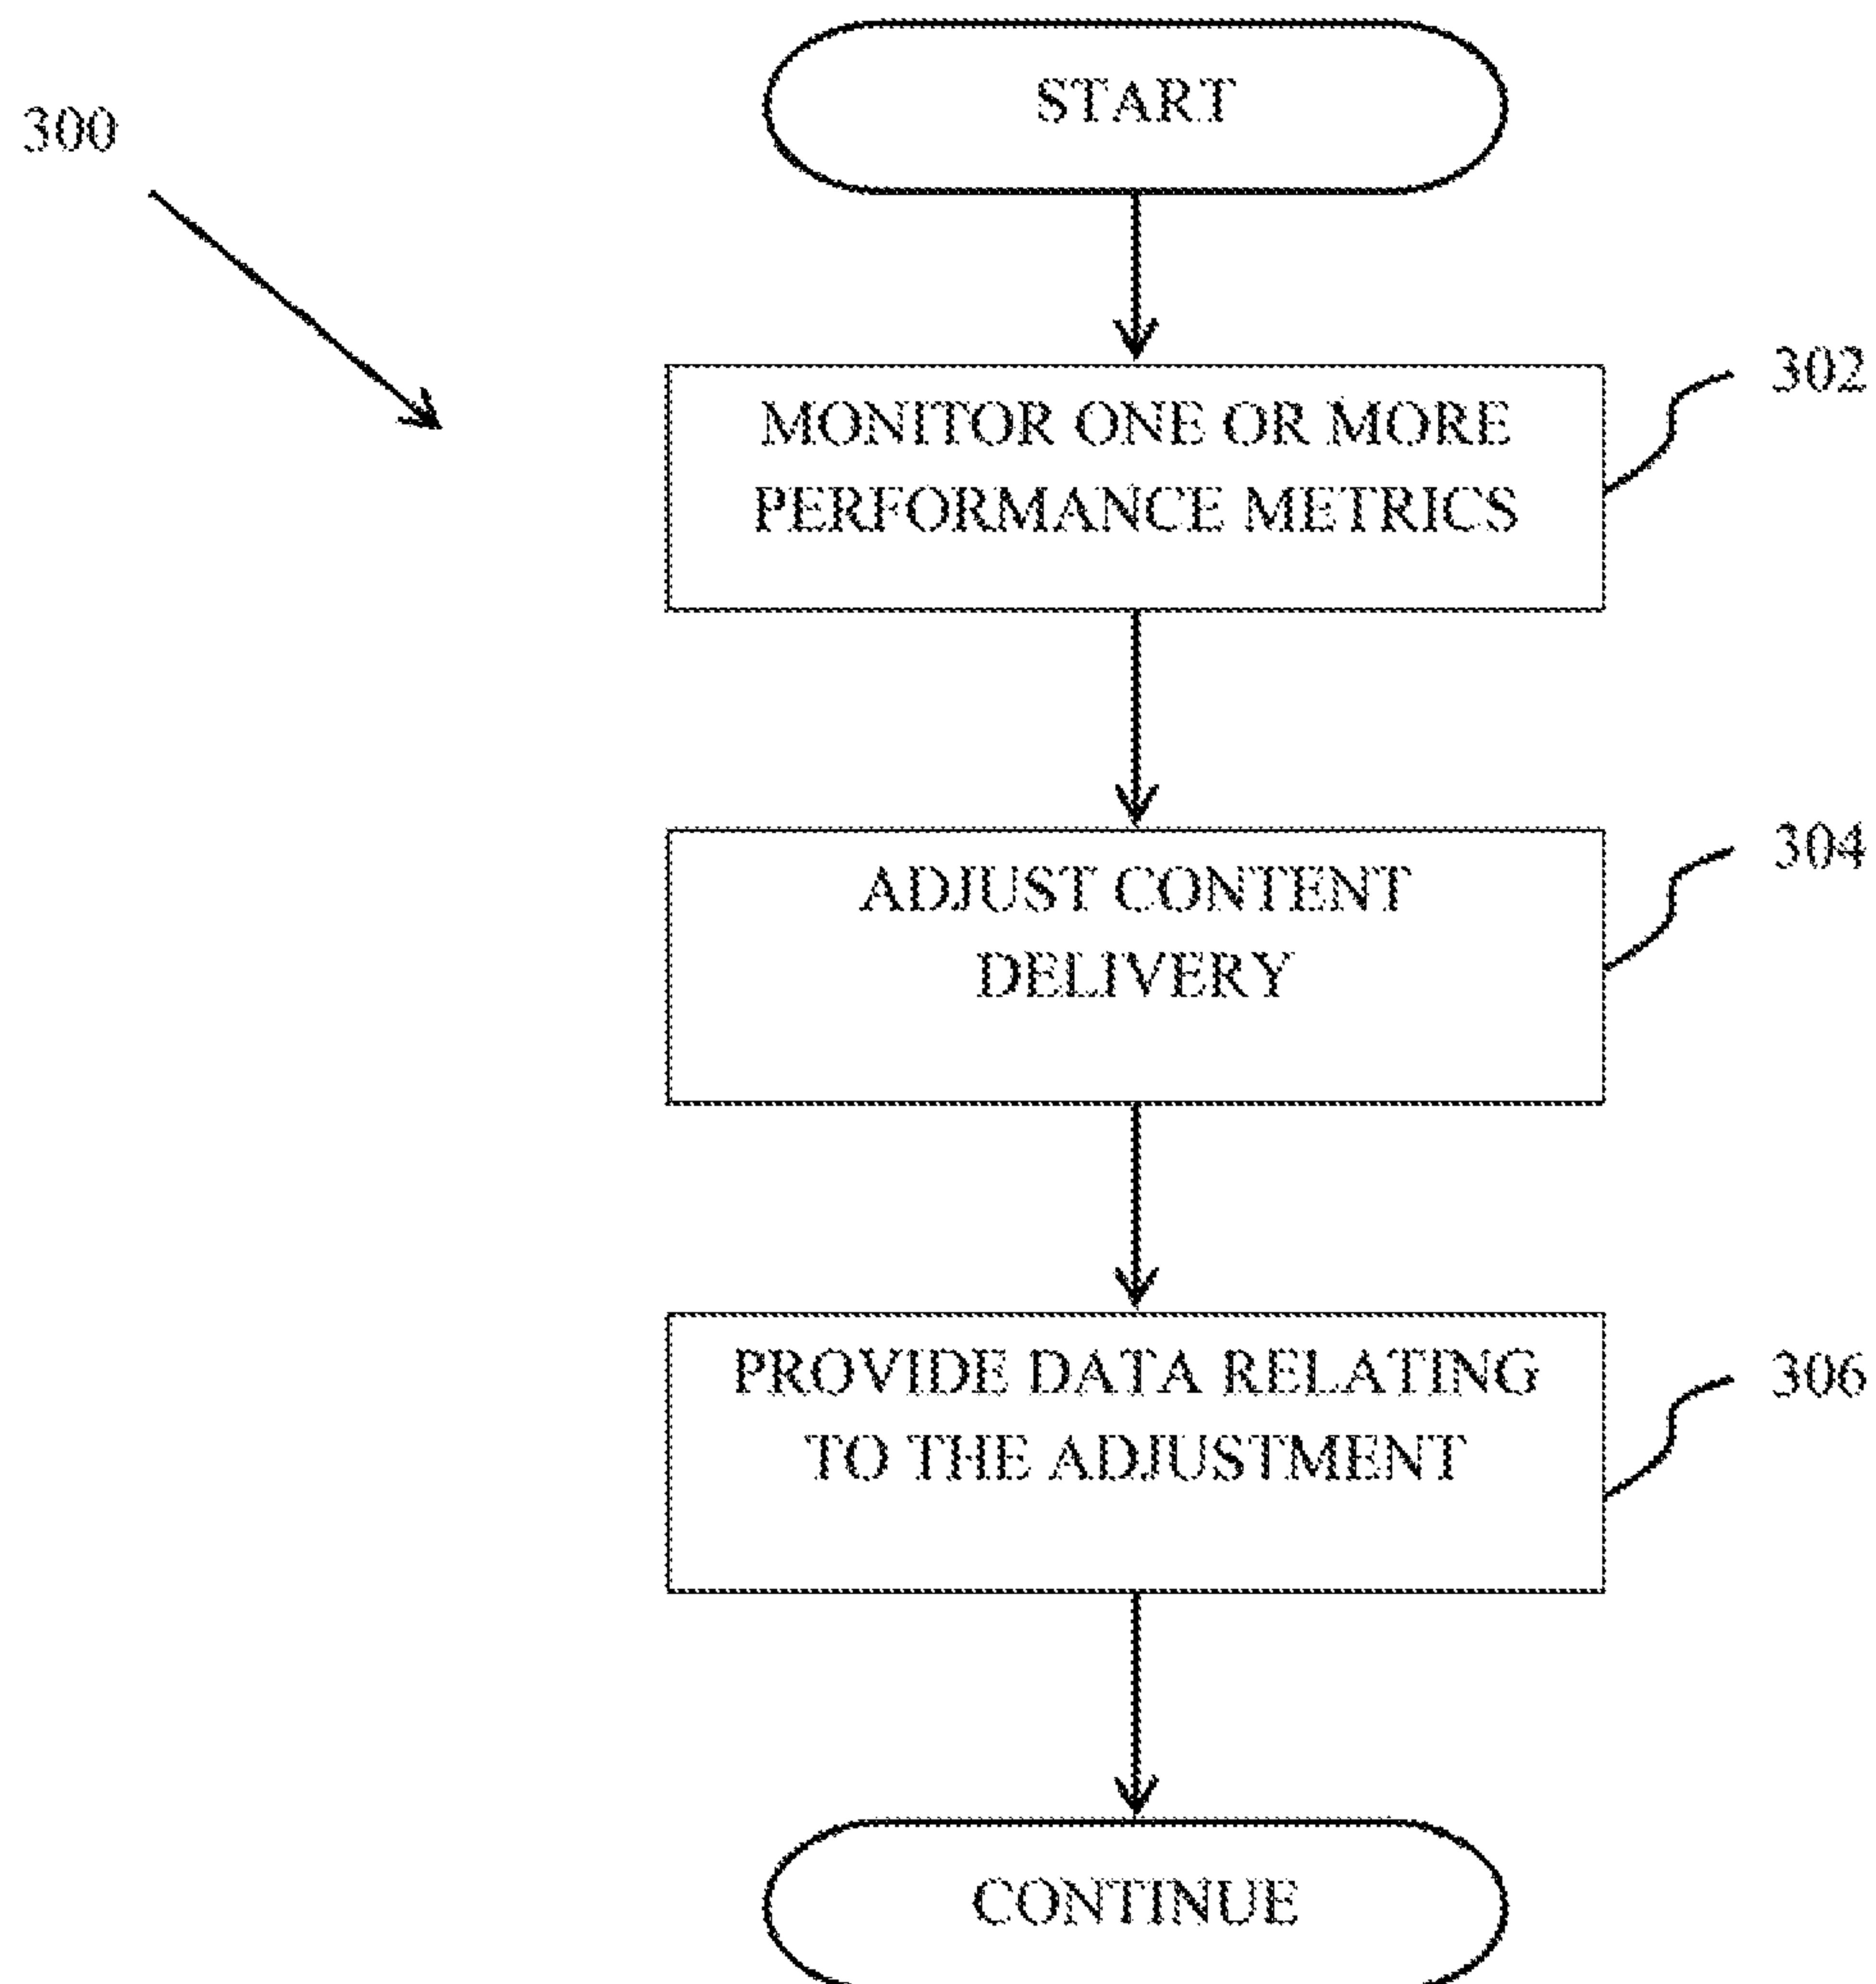 START
300
302
MONITOR ONE OR MORE
PERFORMANCE METRICS
304
ADJUST CONTENT
DELIVERY
306
PROVIDE DATA RELATING
TO THE ADJUSTMENT
CONTINUE